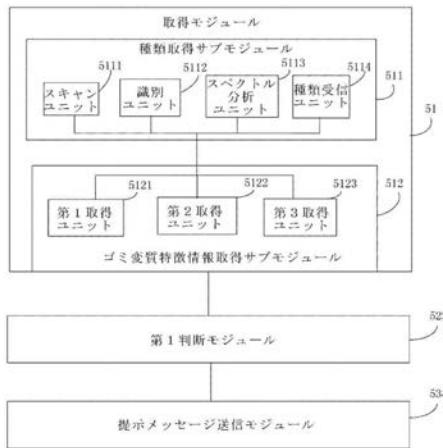 取得モジュール
種類取得サブモジュール
5111
5112
5113
5114
スキャン
ユニット
識別
ユニット
スペクトル
分析
ユニット
種類受信
ユニット
511
51
5121
5122
5123
512
第1取得
ユニット
第2取得
ユニット
第3取得
ユニット
ゴミ変質特徴情報取得サブモジュール
第1判断モジュール
提示メッセージ送信モジュール